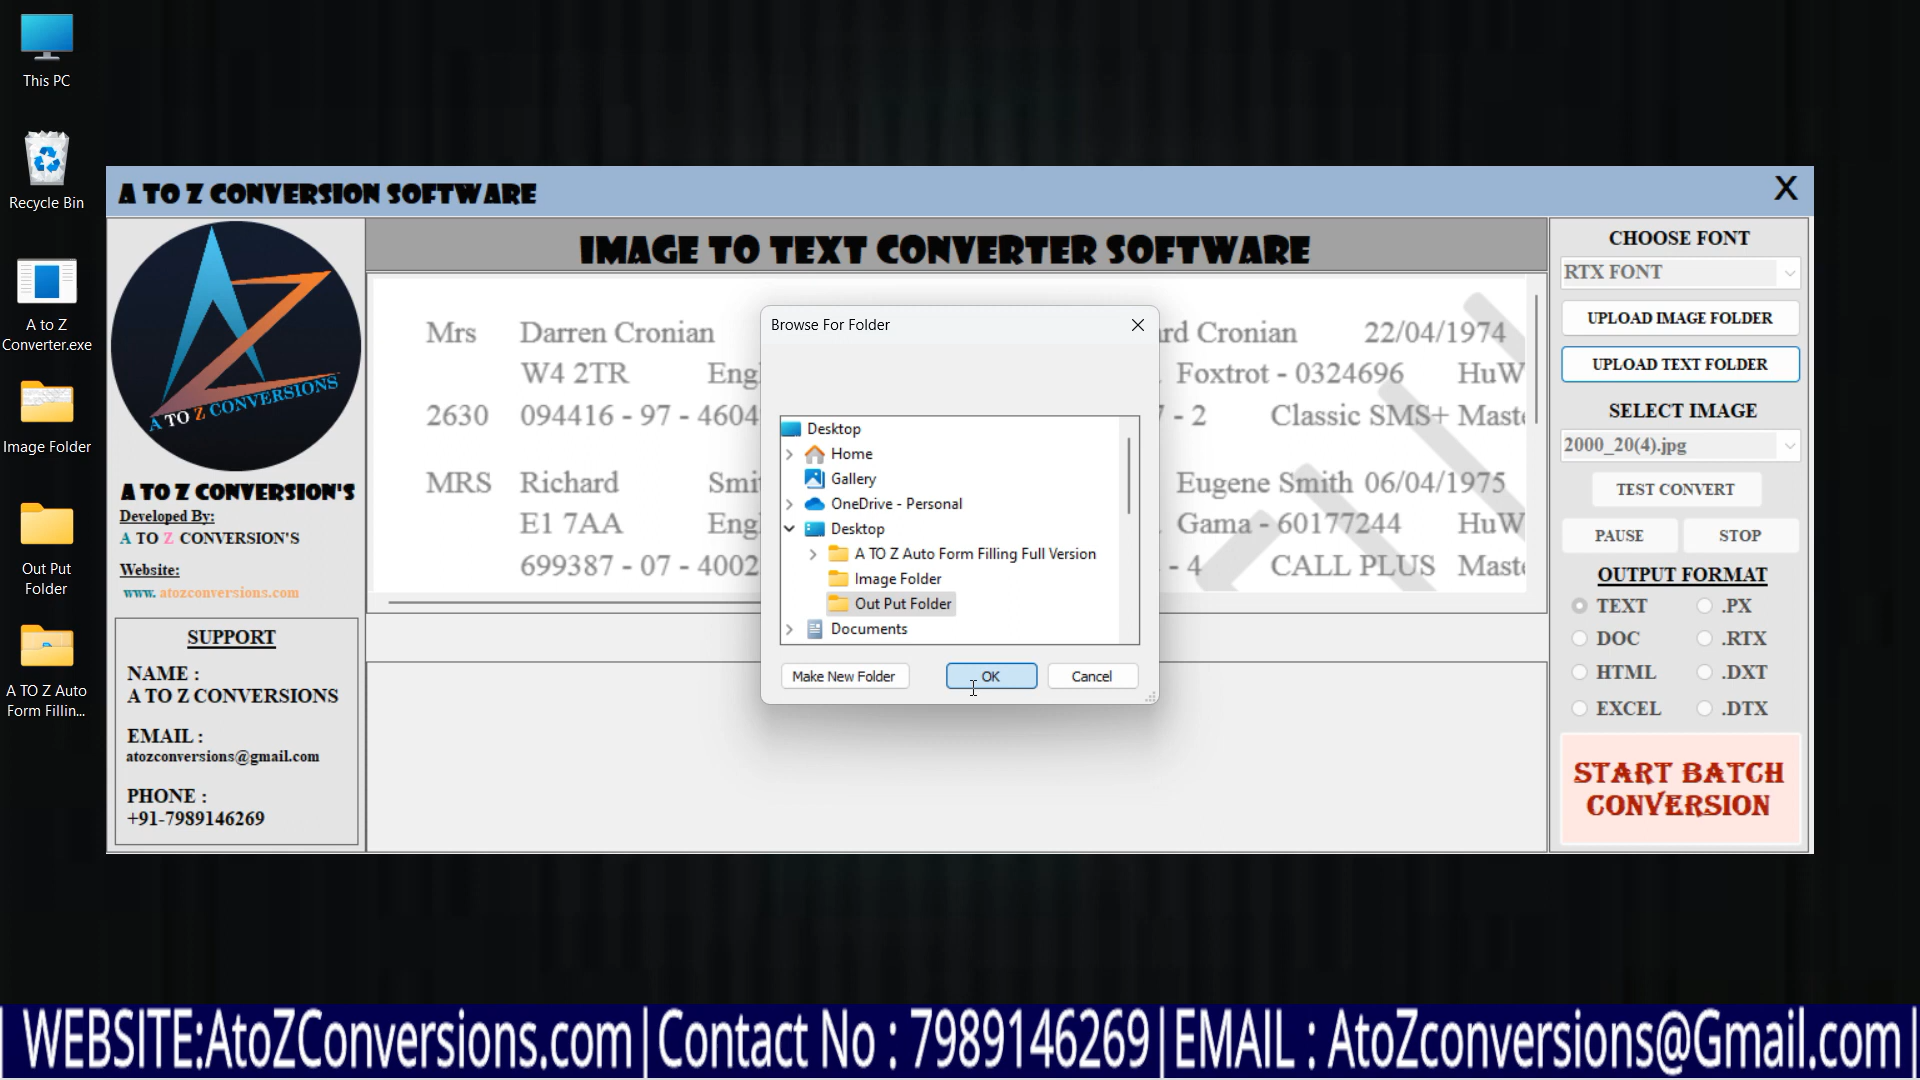 This PC
Recycle Bin
A to Z
Converter.exe
Image Folder
Out Put
Folder
A TO Z Auto
Form Fillin...
A TO Z CONVERSION SOFTWARE
X
A TO Z CONVERSIONS
A TO Z CONVERSION'S
Developed By:
A TO Z CONVERSION'S
Website:
www. atozconversions.com
SUPPORT
NAME :
A TO Z CONVERSIONS
EMAIL :
atozconversions@gmail.com
PHONE :
+91-7989146269
IMAGE TO TEXT CONVERTER SOFTWARE
Mrs Darren Cronian rd Cronian 22/04/1974
W4 2TR Eng Foxtrot - 0324696 HuW
2630 094416 - 97 - 4604 - 2 Classic SMS+ Maste
MRS Richard Smi Eugene Smith 06/04/1975
E1 7AA Eng Gama - 60177244 HuW
699387 - 07 - 4002 - 4 CALL PLUS Maste
Browse For Folder
Desktop
Home
Gallery
OneDrive - Personal
Desktop
A TO Z Auto Form Filling Full Version
Image Folder
Out Put Folder
Documents
Make New Folder OK Cancel
CHOOSE FONT
RTX FONT
UPLOAD IMAGE FOLDER
UPLOAD TEXT FOLDER
SELECT IMAGE
2000_20(4).jpg
TEST CONVERT
PAUSE STOP
OUTPUT FORMAT
TEXT .PX
DOC .RTX
HTML .DXT
EXCEL .DTX
START BATCH
CONVERSION
WEBSITE:AtoZConversions.com|Contact No : 7989146269|EMAIL : AtoZconversions@Gmail.com|